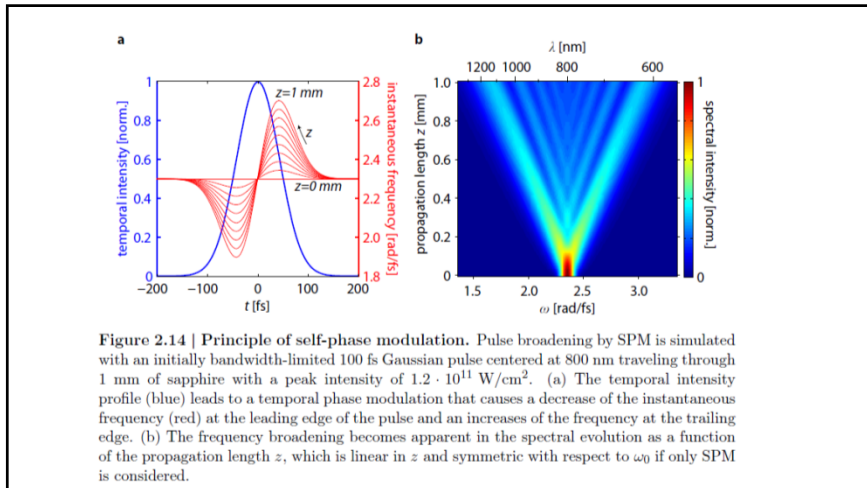 a
b
λ [nm]
1200 1000 800 600
1
0.8
0.6
0.4
0.2
0
temporal intensity [norm.]
−200 −100 0 100 200
t [fs]
z=1 mm
z
z=0 mm
2.8
2.6
2.4
2.2
2.0
1.8
instantaneous frequency [rad/fs]
1.0
0.8
0.6
0.4
0.2
0
propagation length z [mm]
1.5 2.0 2.5 3.0
ω [rad/fs]
1
0
spectral intensity [norm.]
Figure 2.14 | Principle of self-phase modulation. Pulse broadening by SPM is simulated
with an initially bandwidth-limited 100 fs Gaussian pulse centered at 800 nm traveling through
1 mm of sapphire with a peak intensity of 1.2 · 10¹¹ W/cm². (a) The temporal intensity
profile (blue) leads to a temporal phase modulation that causes a decrease of the instantaneous
frequency (red) at the leading edge of the pulse and an increases of the frequency at the trailing
edge. (b) The frequency broadening becomes apparent in the spectral evolution as a function
of the propagation length z, which is linear in z and symmetric with respect to ω₀ if only SPM
is considered.